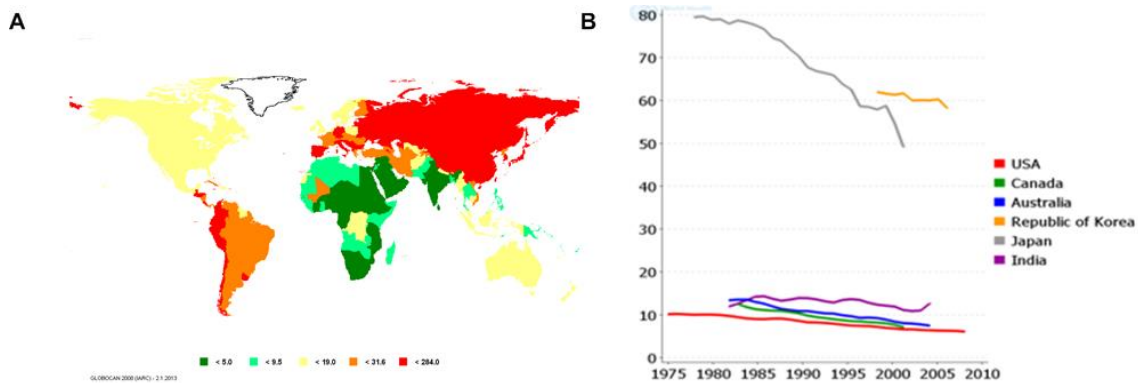 A
< 5.0 < 9.5 < 19.0 < 31.6 < 204.0
GLOBOCAN 2008 (IARC) - 2.1.2013
B
80
70
60
50
40
30
20
10
0
1975 1980 1985 1990 1995 2000 2005 2010
USA
Canada
Australia
Republic of Korea
Japan
India